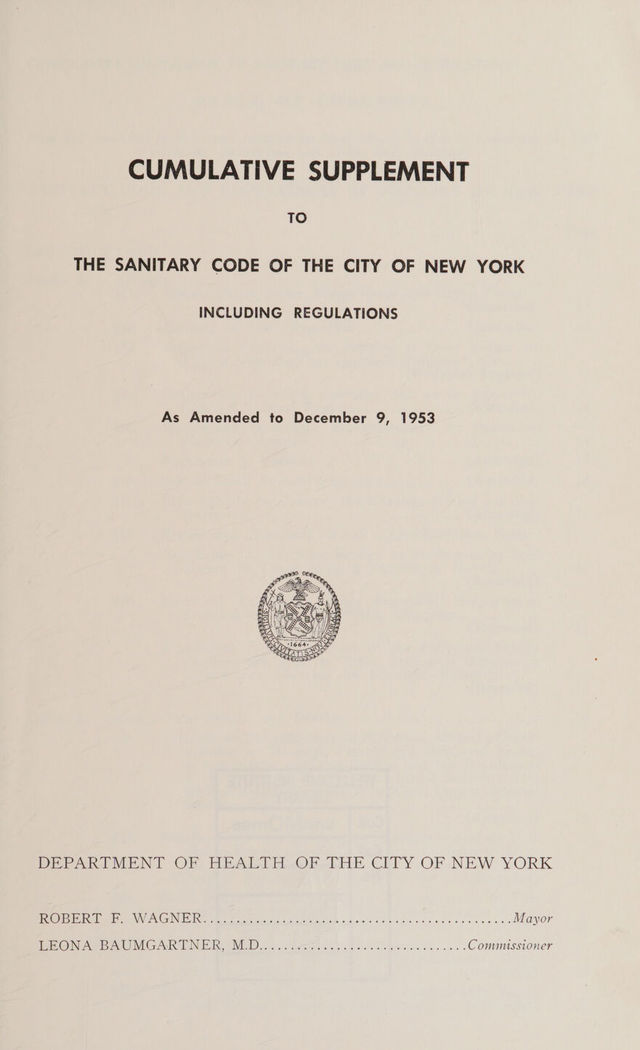 CUMULATIVE SUPPLEMENT
TO
THE SANITARY CODE OF THE CITY OF NEW YORK
INCLUDING REGULATIONS
As Amended to December 9, 1953
1664
DEPARTMENT OF HEALTH OF THE CITY OF NEW YORK
ROBERT F. WAGNER.......................................................Mayor
LEONA BAUMGARTNER, M.D.....................................Commissioner